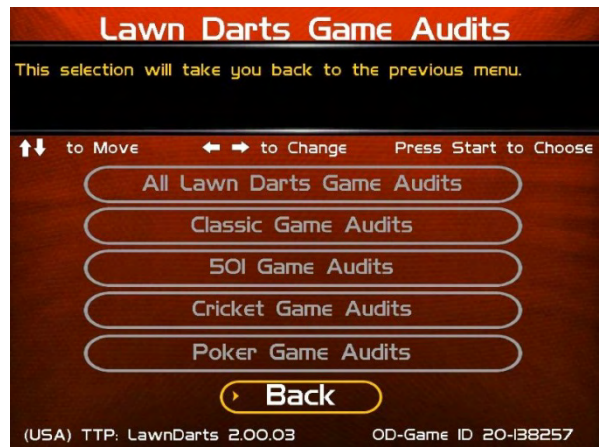 Lawn Darts Game Audits
This selection will take you back to the previous menu.
to Move to Change Press Start to Choose
All Lawn Darts Game Audits
Classic Game Audits
501 Game Audits
Cricket Game Audits
Poker Game Audits
Back
(USA) TTP: LawnDarts 2.00.03 OD-Game ID 20-138257